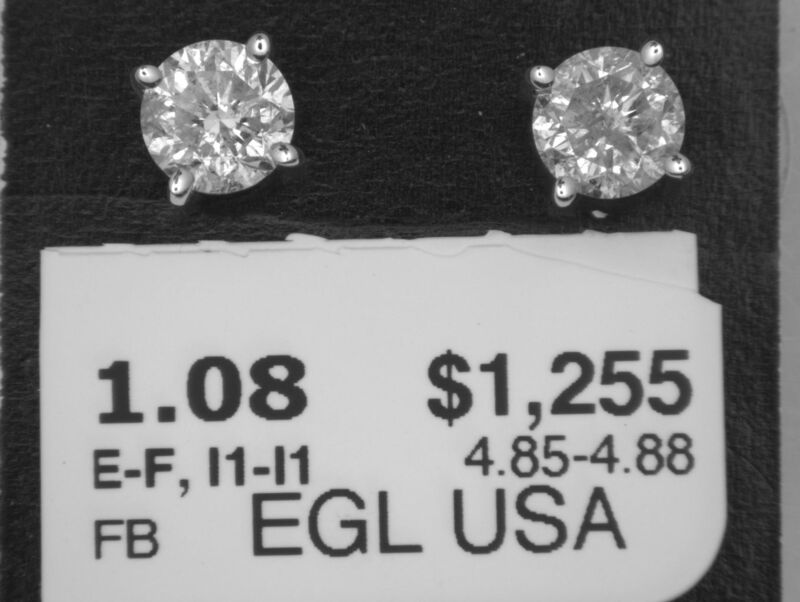 1.08 $1,255
E-F, I1-I1 4.85-4.88
FB EGL USA